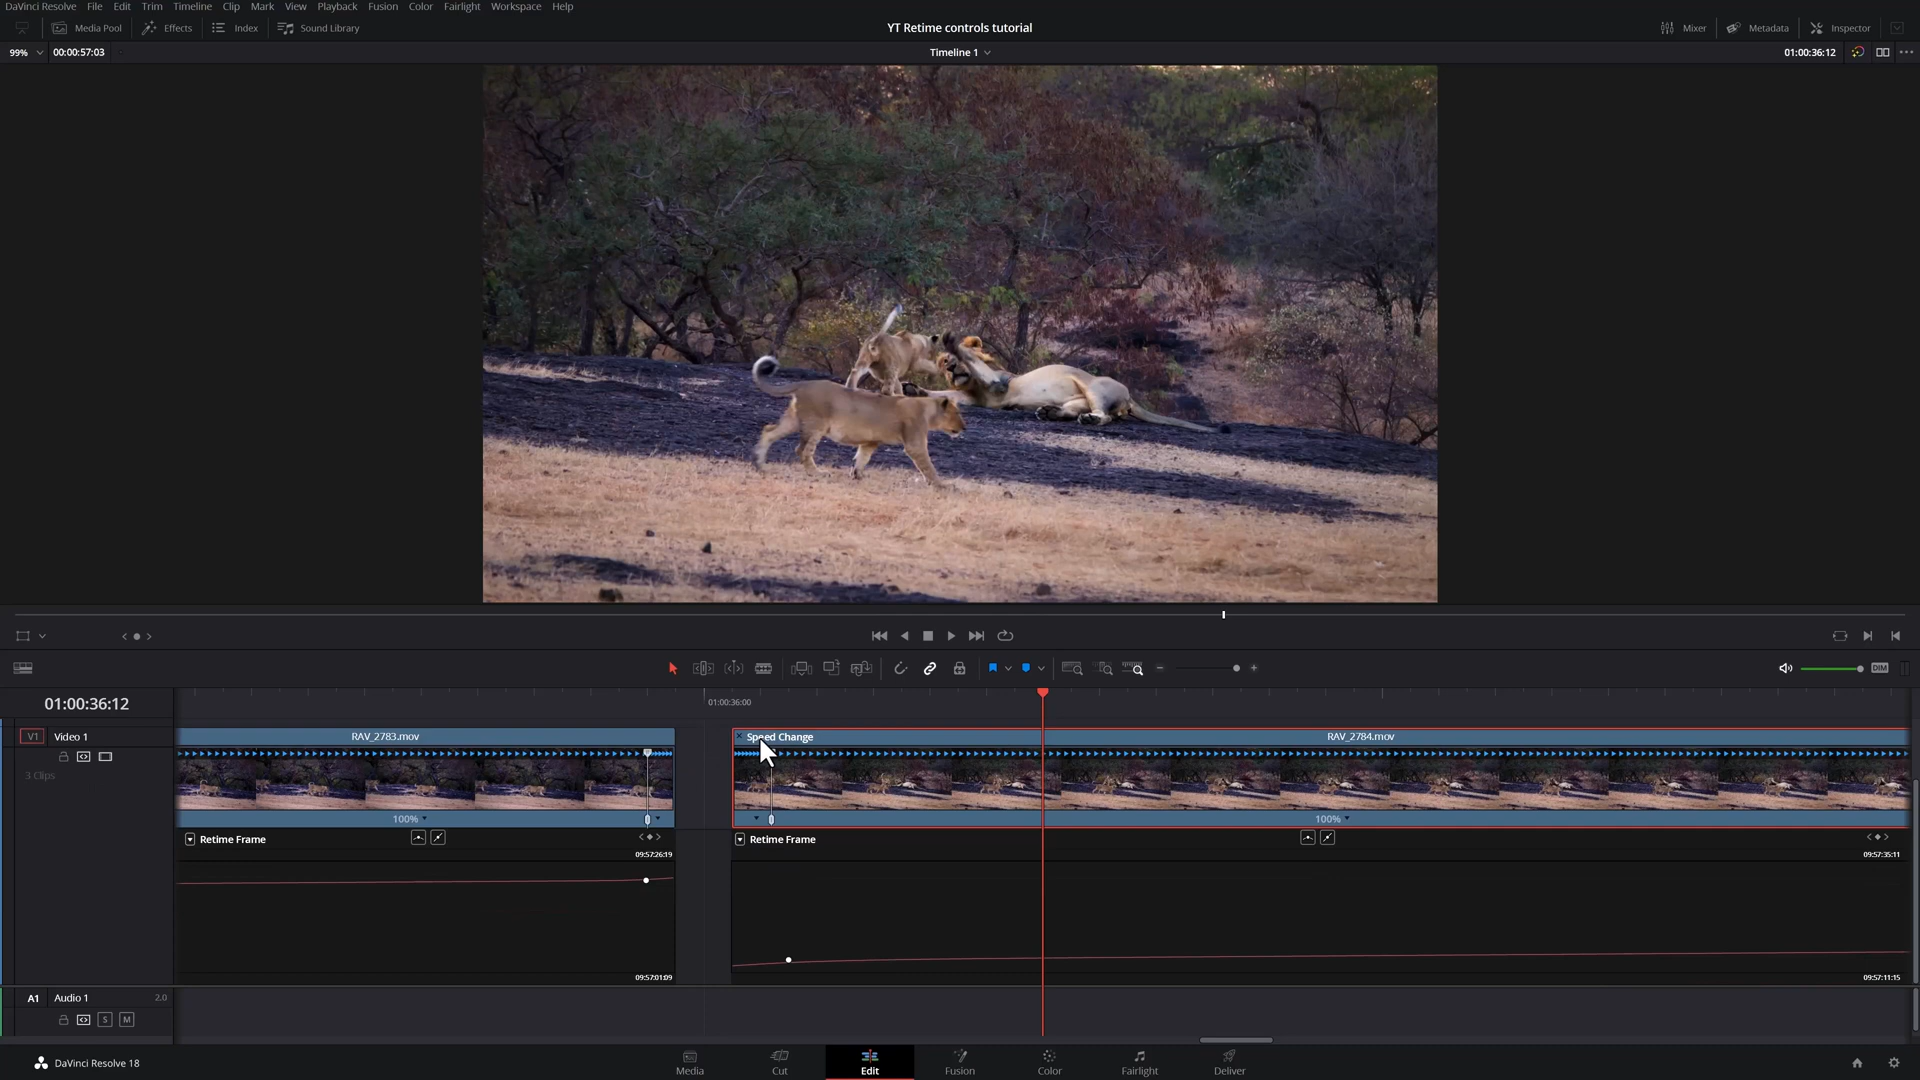 DaVinci Resolve File Edit Trim Timeline Clip Mark View Playback Fusion Color Fairlight Workspace Help
Media Pool Effects Index Sound Library YT Retime controls tutorial Mixer Metadata Inspector
99% 00:00:57:03 Timeline 1 01:00:36:12
DIM
01:00:36:12 01:00:36:00
V1 Video 1 RAV_2783.mov Speed Change RAV_2784.mov
3 Clips
100% 100%
Retime Frame Retime Frame
09:57:26:19 09:57:35:11
09:57:01:09 09:57:11:15
A1 Audio 1 2.0
S M
DaVinci Resolve 18 Media Cut Edit Fusion Color Fairlight Deliver